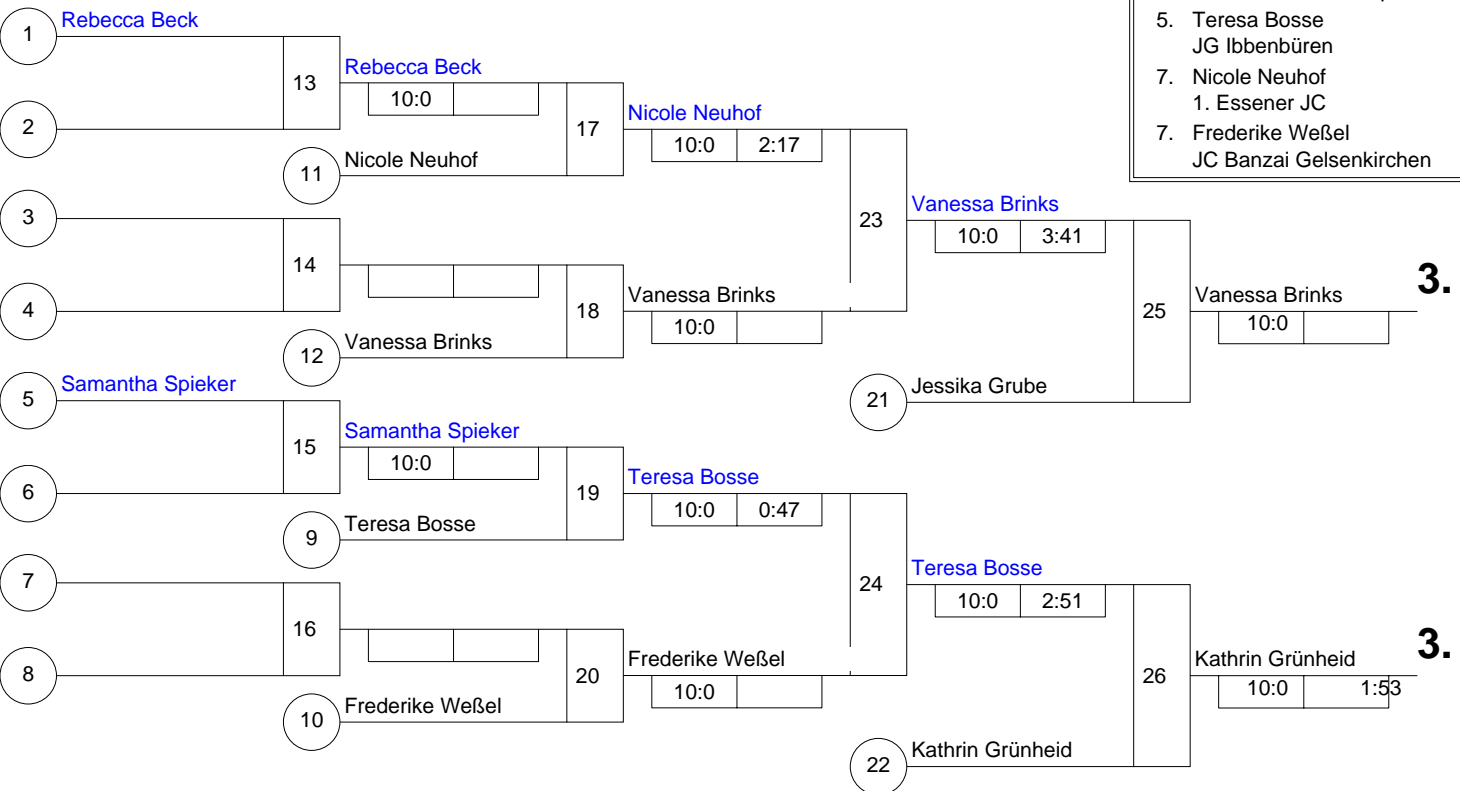 1 Rebecca Beck
5. Teresa Bosse
JG Ibbenbüren
13 Rebecca Beck
7. Nicole Neuhof
10:0
1. Essener JC
2
17 Nicole Neuhof
7. Frederike Weßel
10:0 2:17
JC Banzai Gelsenkirchen
11 Nicole Neuhof
3
23 Vanessa Brinks
10:0 3:41
14
3.
4
18 Vanessa Brinks
25 Vanessa Brinks
10:0
10:0
12 Vanessa Brinks
5 Samantha Spieker
21 Jessika Grube
15 Samantha Spieker
10:0
6
19 Teresa Bosse
10:0 0:47
9 Teresa Bosse
7
24 Teresa Bosse
10:0 2:51
16
3.
8
20 Frederike Weßel
26 Kathrin Grünheid
10:0
10:0 1:53
10 Frederike Weßel
22 Kathrin Grünheid